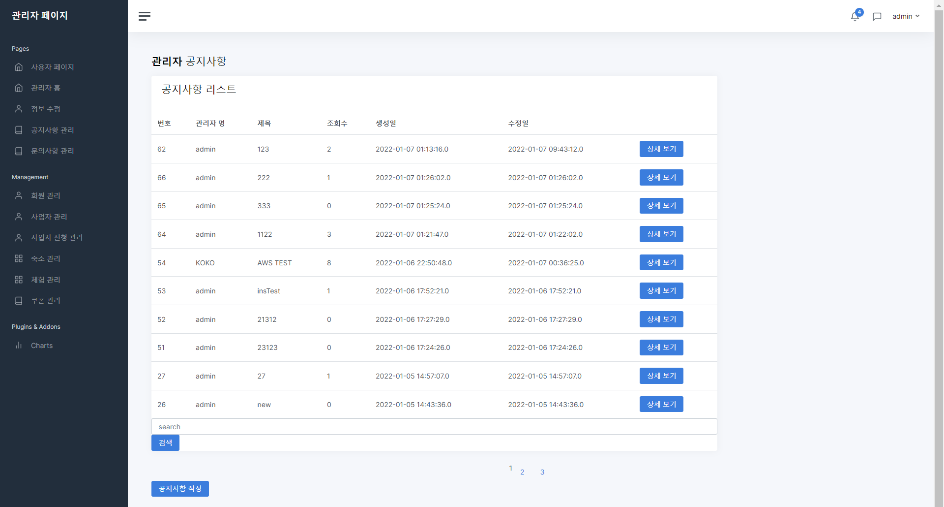 관리자 페이지
4
admin
Pages
사용자 페이지
관리자 홈
정보 수정
공지사항 관리
문의사항 관리
Management
회원 관리
사업자 관리
사업자 신청 관리
숙소 관리
체험 관리
쿠폰 관리
Plugins & Addons
Charts
관리자 공지사항
공지사항 리스트
번호 관리자 명 제목 조회수 생성일 수정일
62 admin 123 2 2022-01-07 01:13:16.0 2022-01-07 09:43:12.0 상세 보기
66 admin 222 1 2022-01-07 01:26:02.0 2022-01-07 01:26:02.0 상세 보기
65 admin 333 0 2022-01-07 01:25:24.0 2022-01-07 01:25:24.0 상세 보기
64 admin 1122 3 2022-01-07 01:21:47.0 2022-01-07 01:22:02.0 상세 보기
54 KOKO AWS TEST 8 2022-01-06 22:50:48.0 2022-01-07 00:36:25.0 상세 보기
53 admin insTest 1 2022-01-06 17:52:21.0 2022-01-06 17:52:21.0 상세 보기
52 admin 21312 0 2022-01-06 17:27:29.0 2022-01-06 17:27:29.0 상세 보기
51 admin 23123 0 2022-01-06 17:24:26.0 2022-01-06 17:24:26.0 상세 보기
27 admin 27 1 2022-01-05 14:57:07.0 2022-01-05 14:57:07.0 상세 보기
26 admin new 0 2022-01-05 14:43:36.0 2022-01-05 14:43:36.0 상세 보기
search
검색
1 2 3
공지사항 작성